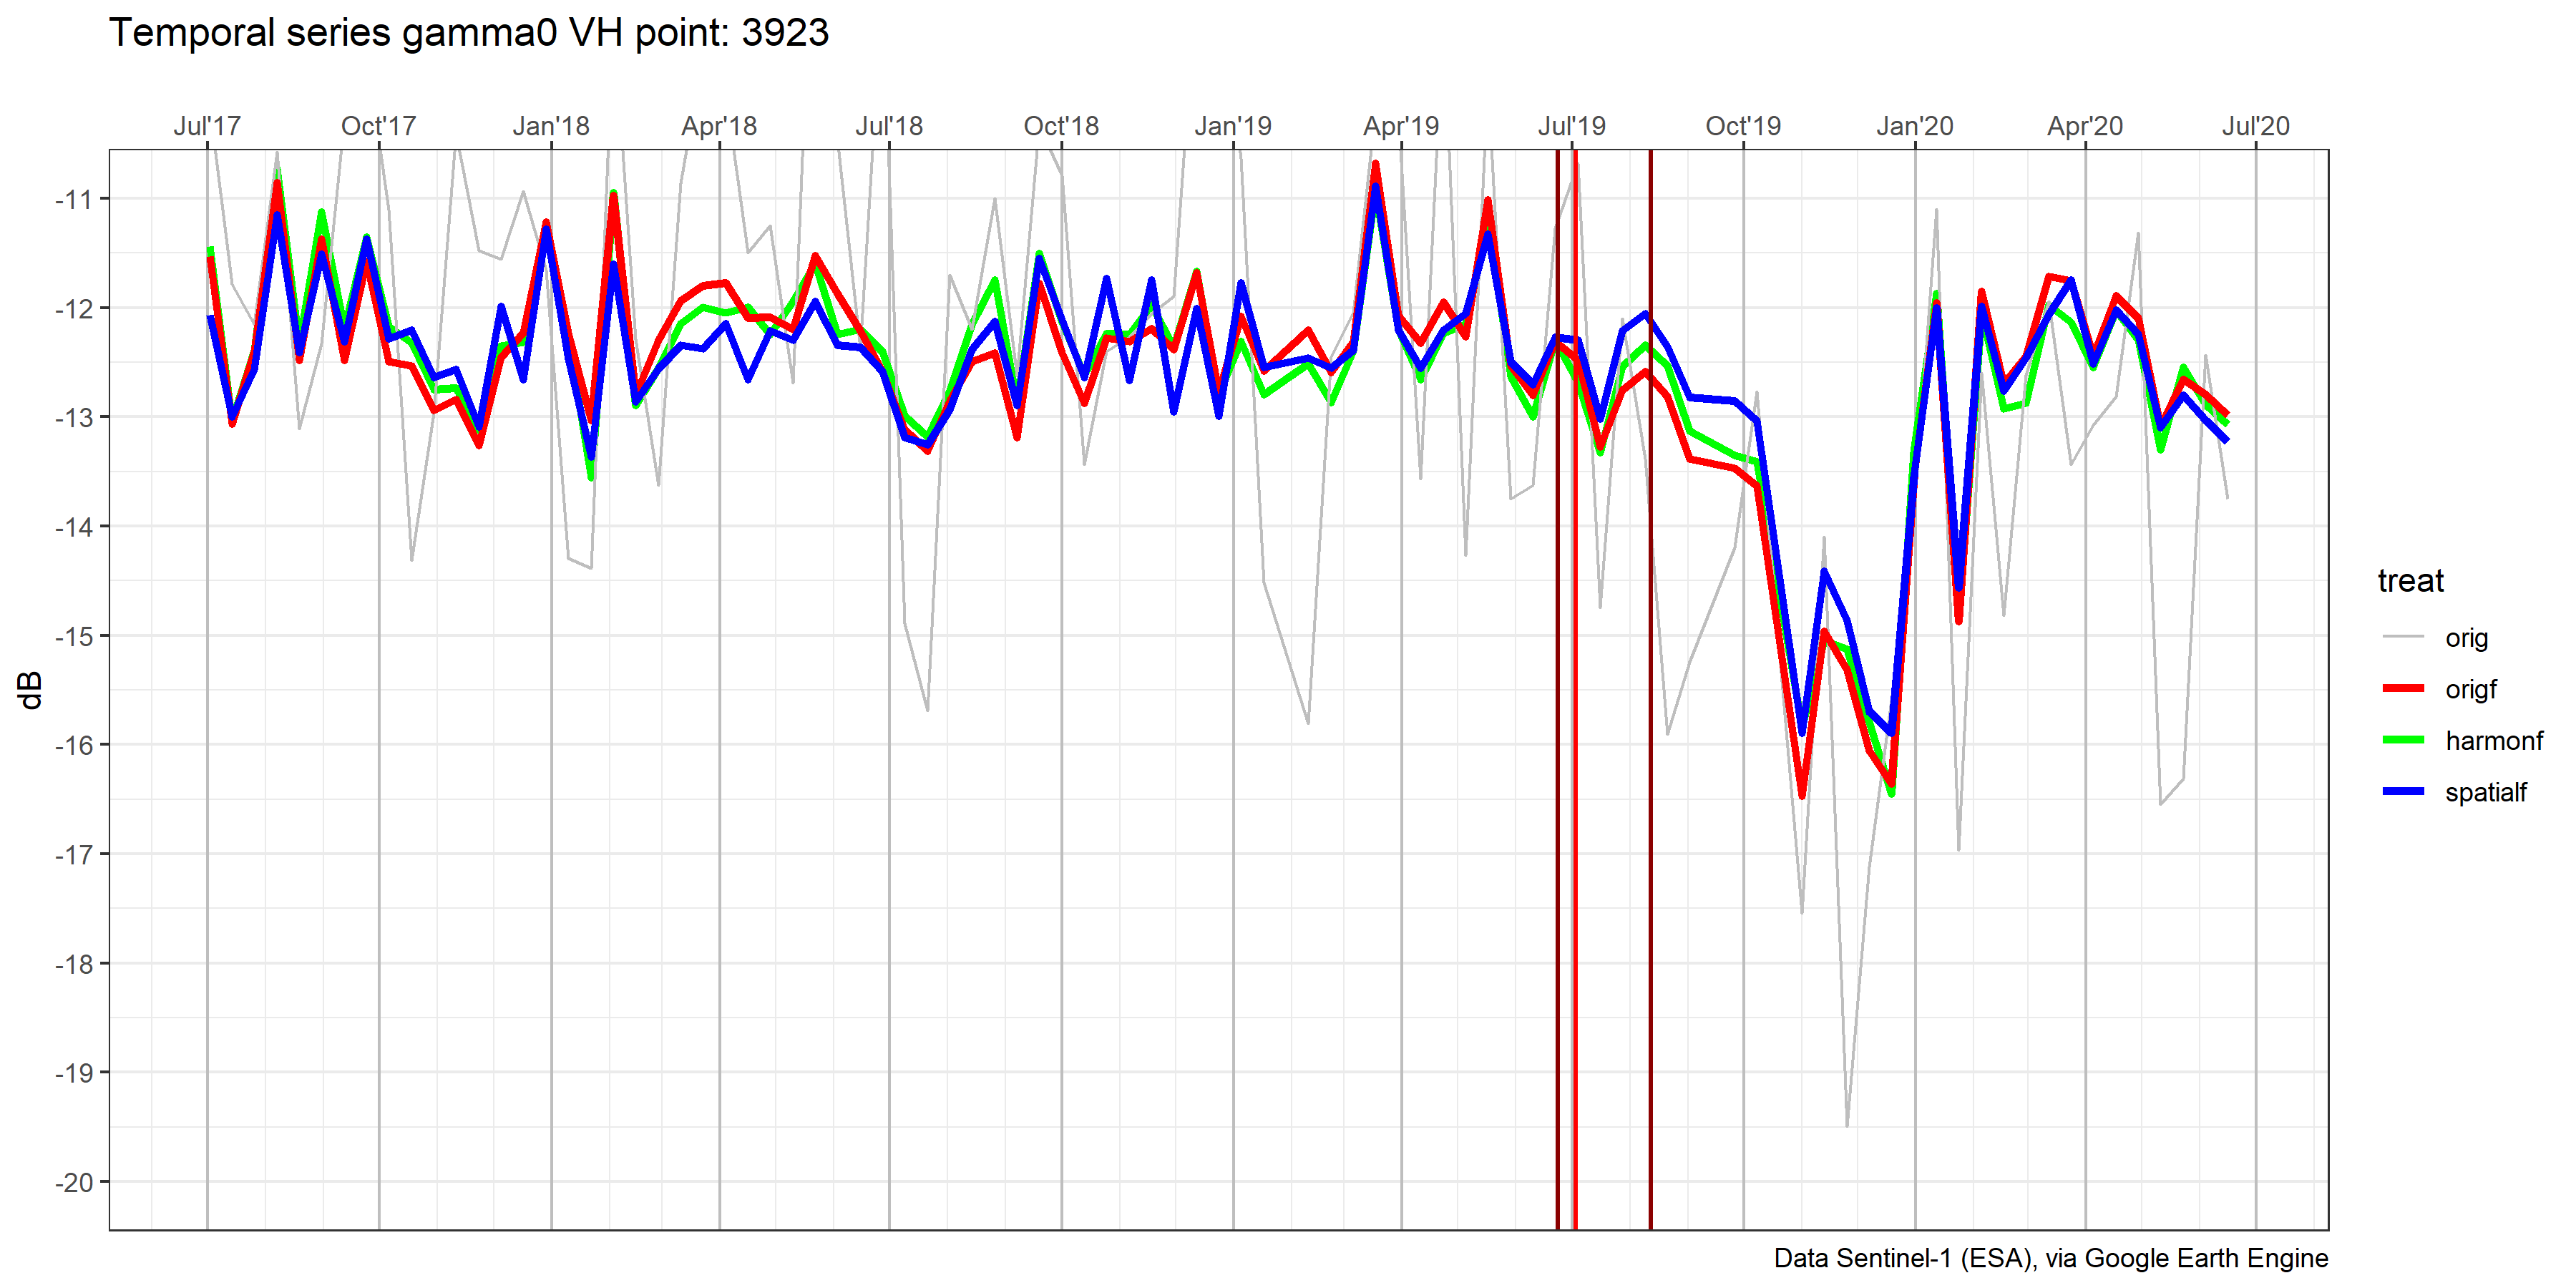 Temporal series gamma0 VH point: 3923
Jul'17 Oct'17 Jan'18 Apr'18 Jul'18 Oct'18 Jan'19 Apr'19 Jul'19 Oct'19 Jan'20 Apr'20 Jul'20
-11
-12
-13
-14
-15
-16
-17
-18
-19
-20
dB
treat
orig
origf
harmonf
spatialf
Data Sentinel-1 (ESA), via Google Earth Engine